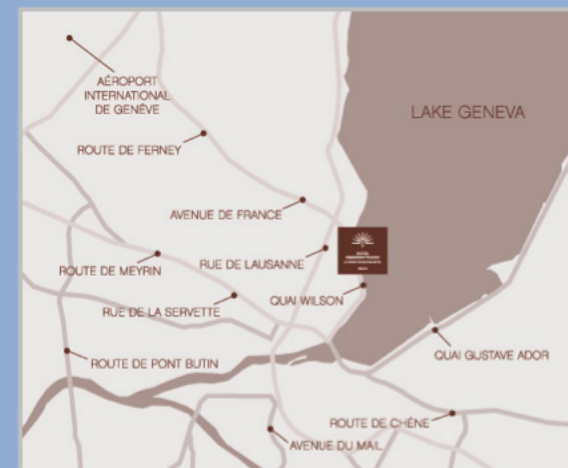 AÉROPORT
INTERNATIONAL
DE GENÈVE
LAKE GENEVA
ROUTE DE FERNEY
AVENUE DE FRANCE
RUE DE LAUSANNE
ROUTE DE MEYRIN
QUAI WILSON
RUE DE LA SERVETTE
QUAI GUSTAVE ADOR
ROUTE DE PONT BUTIN
ROUTE DE CHÊNE
AVENUE DU MAIL